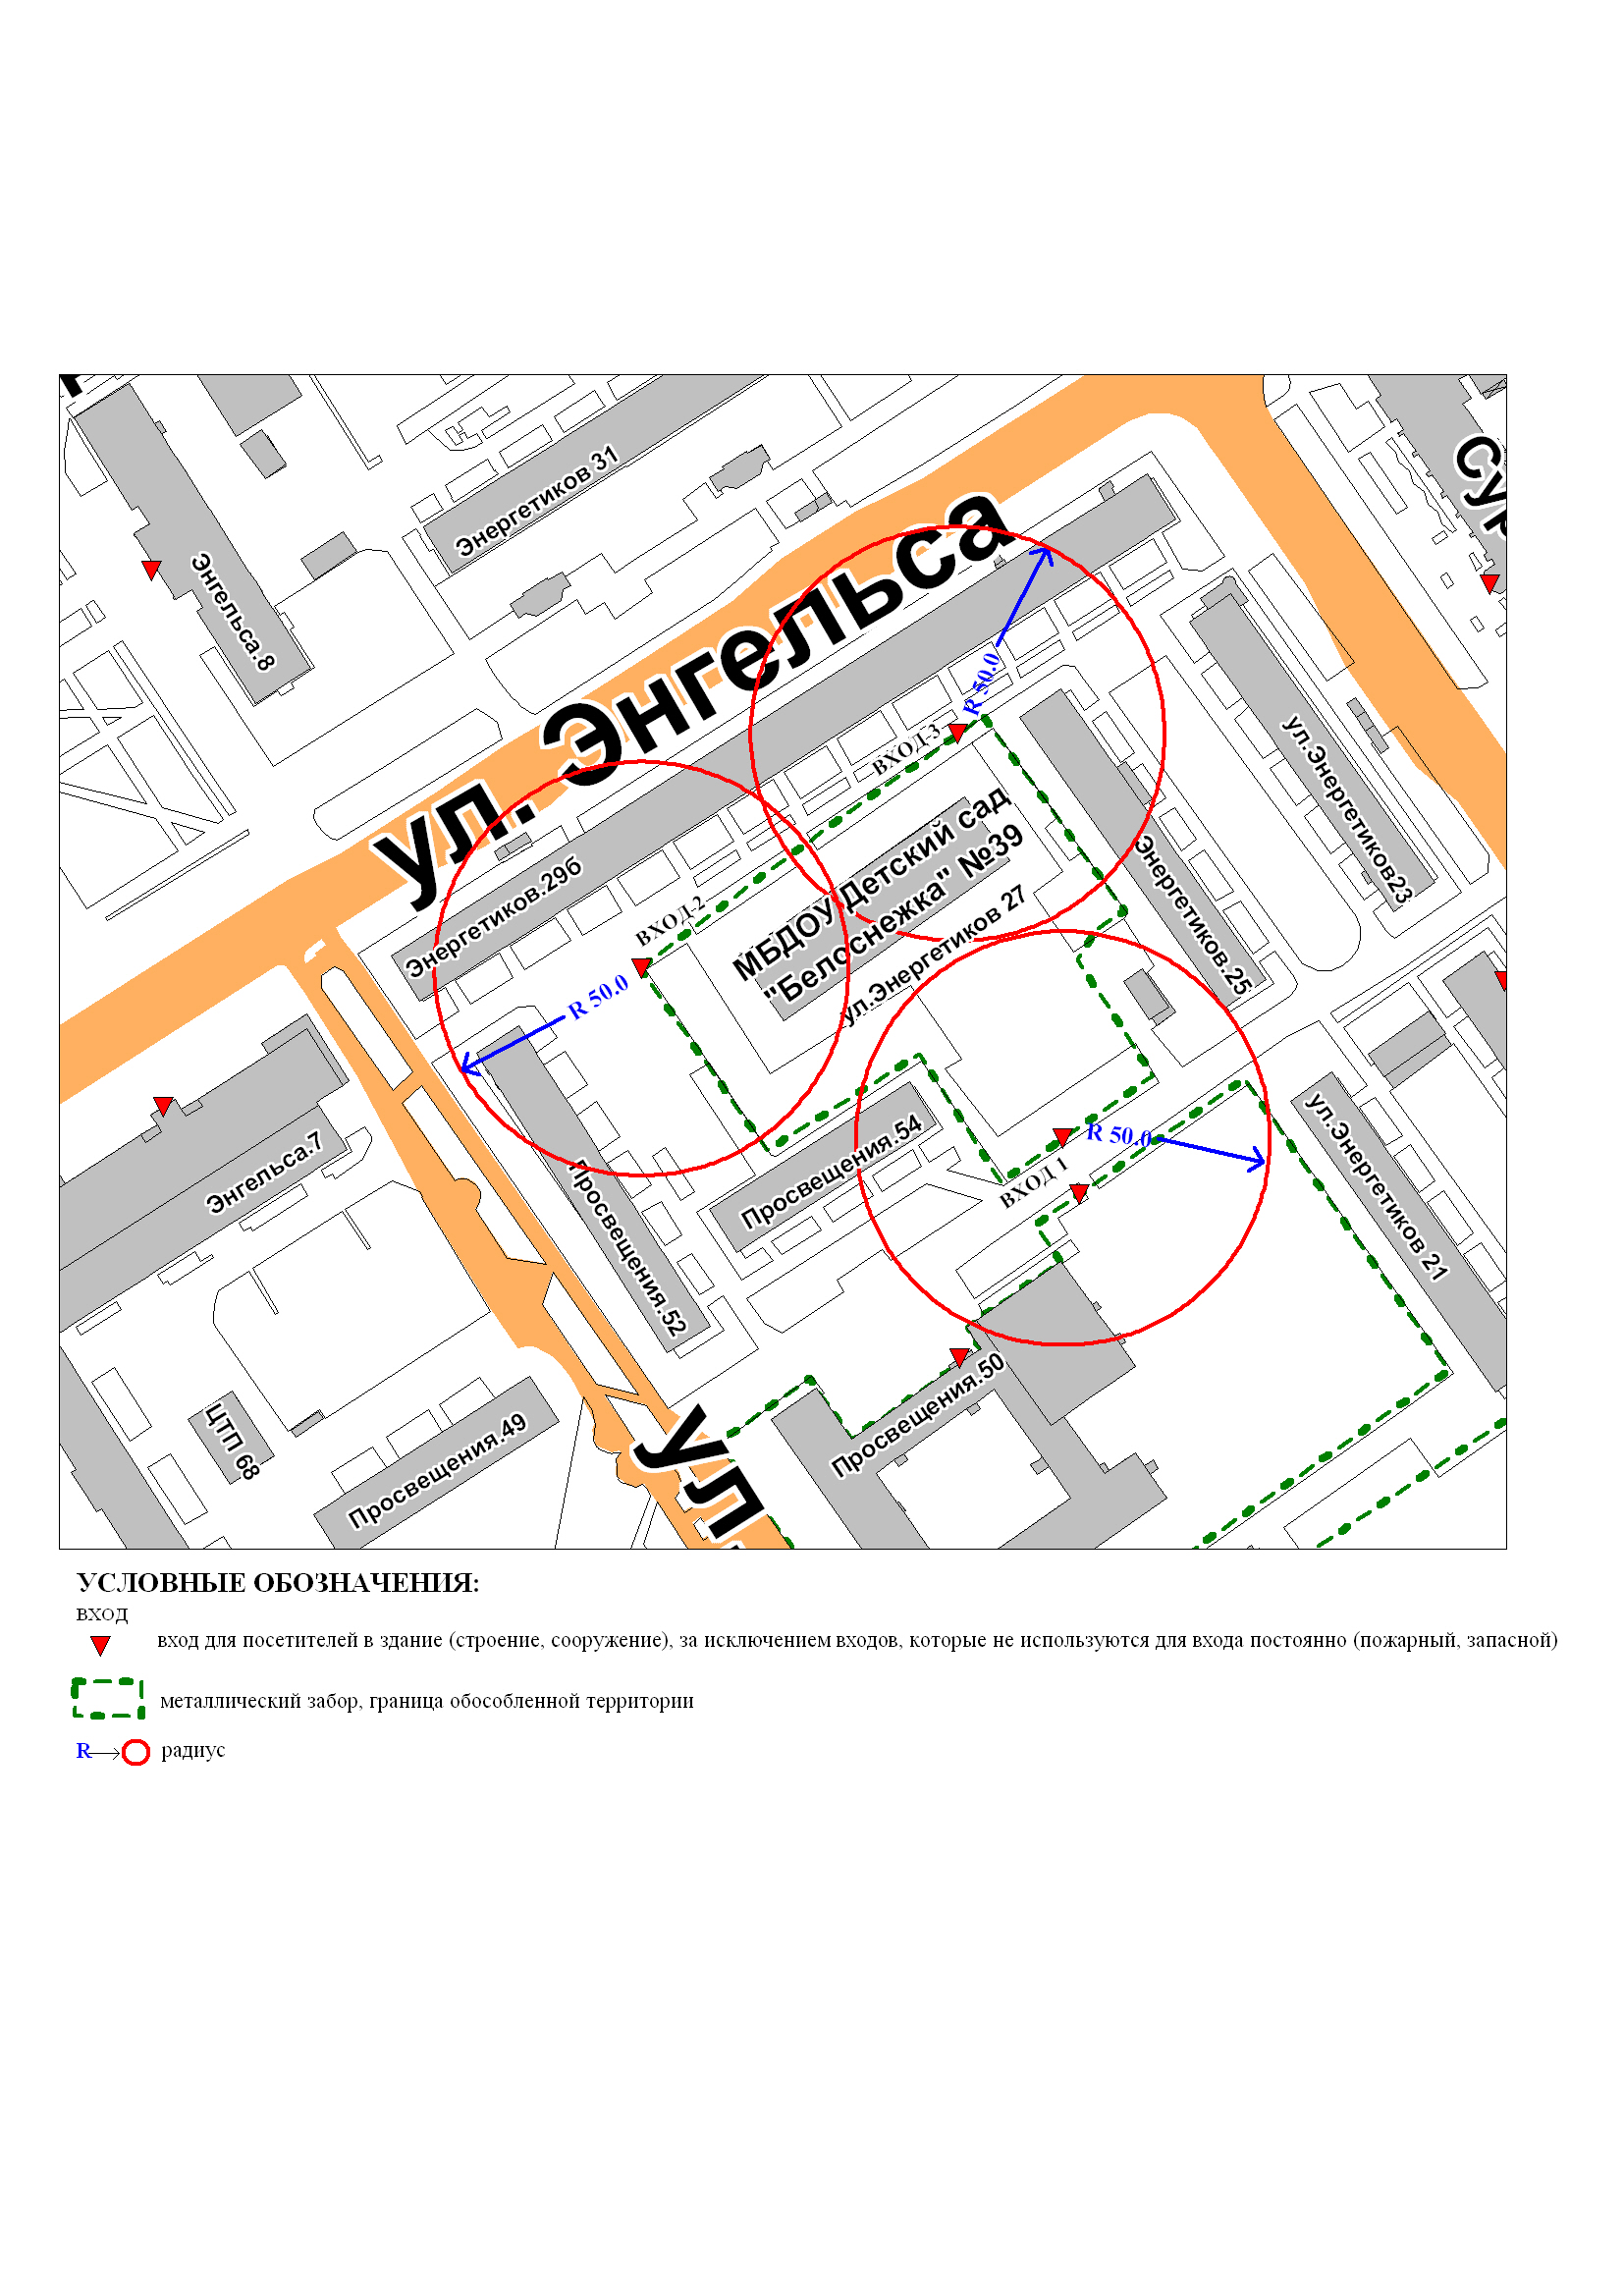 Энергетиков 31
Энгельса.8
ул. Энгельса
Сур
R 50.0
ВХОД-3
ул.Энергетиков23
Энергетиков.29б
ВХОД-2
МБДОУ Детский сад
"Белоснежка" №39
ул.Энергетиков 27
Энергетиков.25
R 50.0
Энгельса.7
Просвещения.54
R 50.0
ВХОД 1
ул.Энергетиков 21
Просвещения.52
Просвещения.50
ЦТП 68
Просвещения.49
ул.
УСЛОВНЫЕ ОБОЗНАЧЕНИЯ:
ВХОД
вход для посетителей в здание (строение, сооружение), за исключением входов, которые не используются для входа постоянно (пожарный, запасной)
металлический забор, граница обособленной территории
R радиус